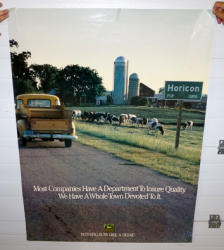 Horicon
Most Companies Have A Department To Insure Quality.
We Have A Whole Town Devoted To It.
NOTHING RUNS LIKE A DEERE